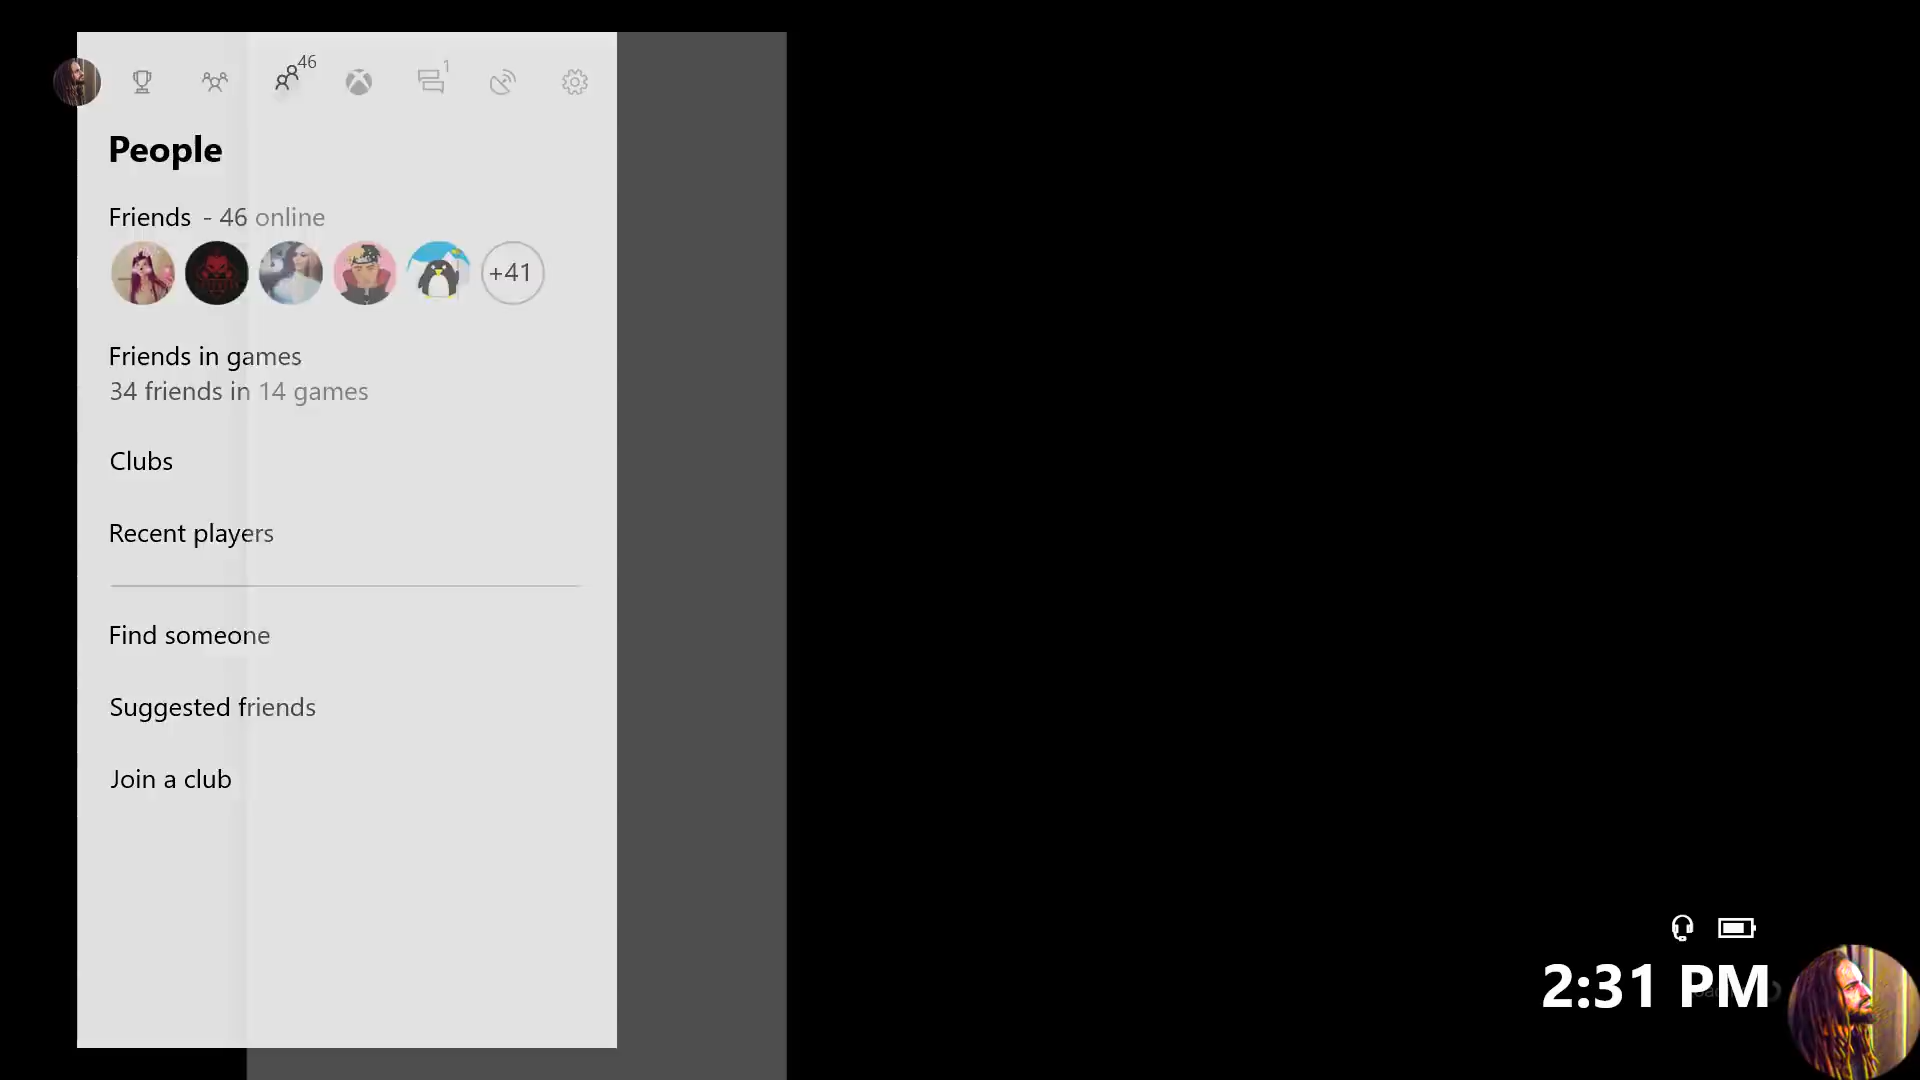 46
1
People
Friends - 46 online
+41
Friends in games
34 friends in 14 games
Clubs
Recent players
Find someone
Suggested friends
Join a club
2:31 PM